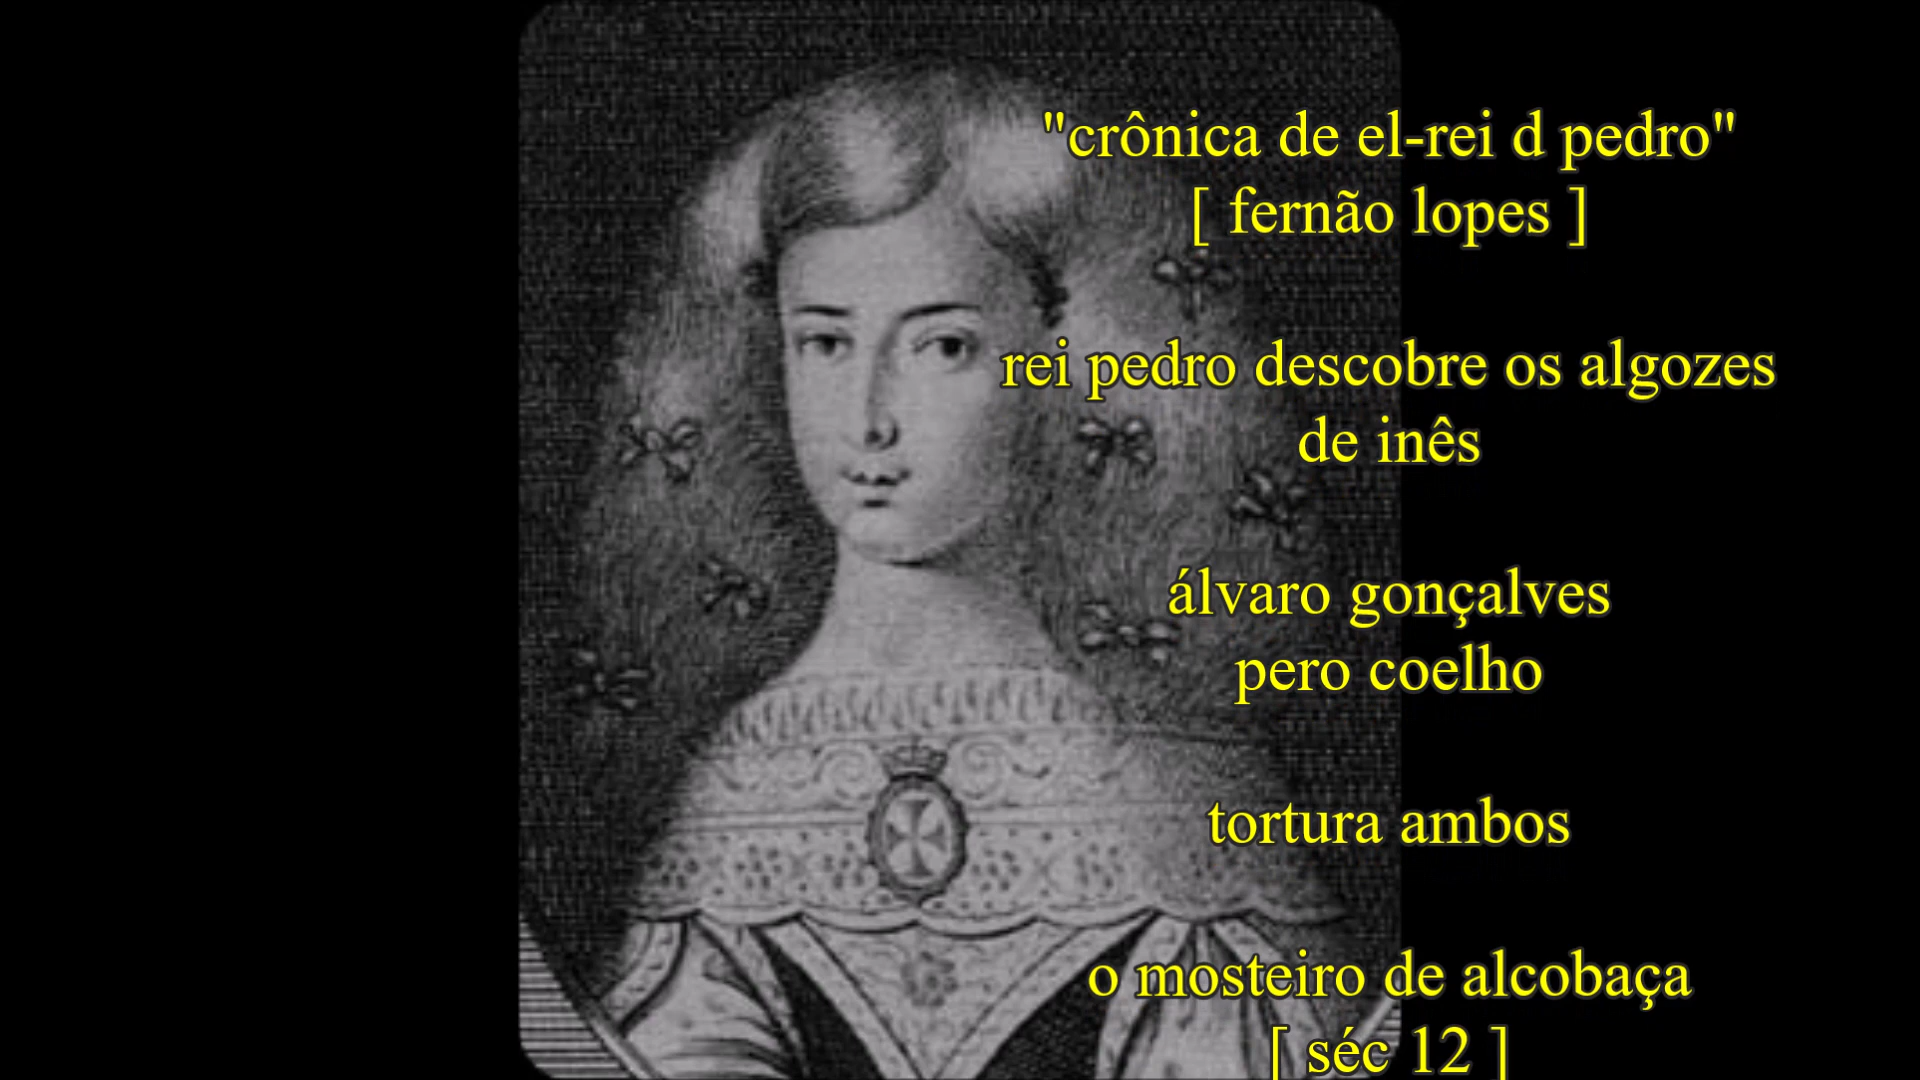 "crônica de el-rei d pedro"
[ fernão lopes ]
rei pedro descobre os algozes
de inês
álvaro gonçalves
pero coelho
tortura ambos
o mosteiro de alcobaça
[ séc 12 ]